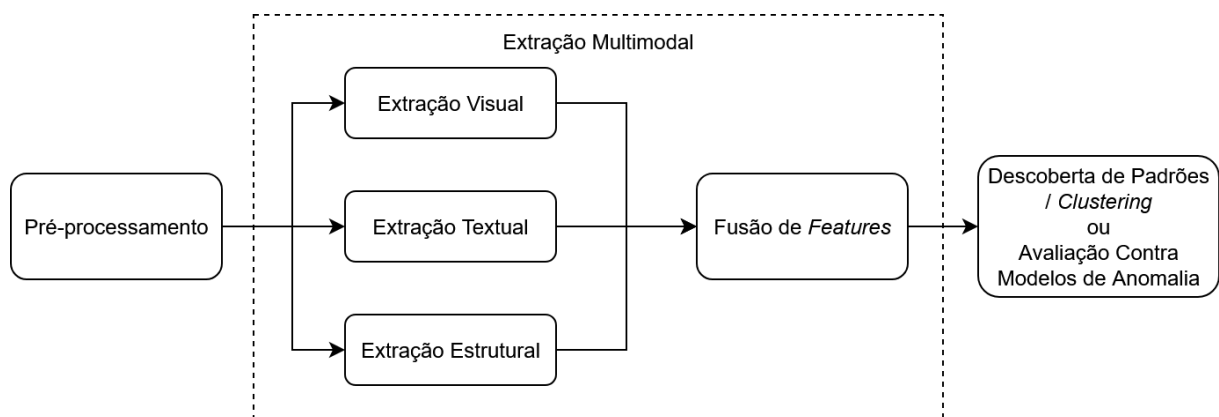 Extração Multimodal
Pré-processamento
Extração Visual
Extração Textual
Extração Estrutural
Fusão de Features
Descoberta de Padrões
/ Clustering
ou
Avaliação Contra
Modelos de Anomalia